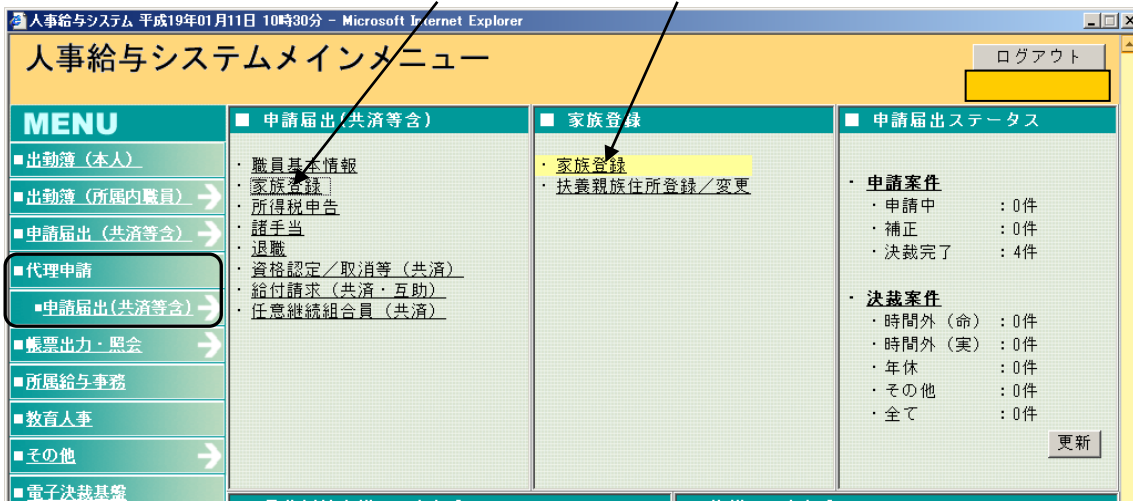 人事給与システム 平成19年01月11日 10時30分 - Microsoft Internet Explorer
人事給与システムメインメニュー
ログアウト
MENU
■出勤簿（本人）
■出勤簿（所属内職員）
■申請届出（共済等含）
■代理申請
■申請届出(共済等含)
■帳票出力・照会
■所属給与事務
■教育人事
■その他
■電子決裁基盤
■ 申請届出(共済等含)
・職員基本情報
・家族登録
・所得税申告
・諸手当
・退職
・資格認定／取消等（共済）
・給付請求（共済・互助）
・任意継続組合員（共済）
■ 家族登録
・家族登録
・扶養親族住所登録／変更
■ 申請届出ステータス
・申請案件
・申請中 ：0件
・補正 ：0件
・決裁完了 ：4件
・決裁案件
・時間外（命）：0件
・時間外（実）：0件
・年休 ：0件
・その他 ：0件
・全て ：0件
更新